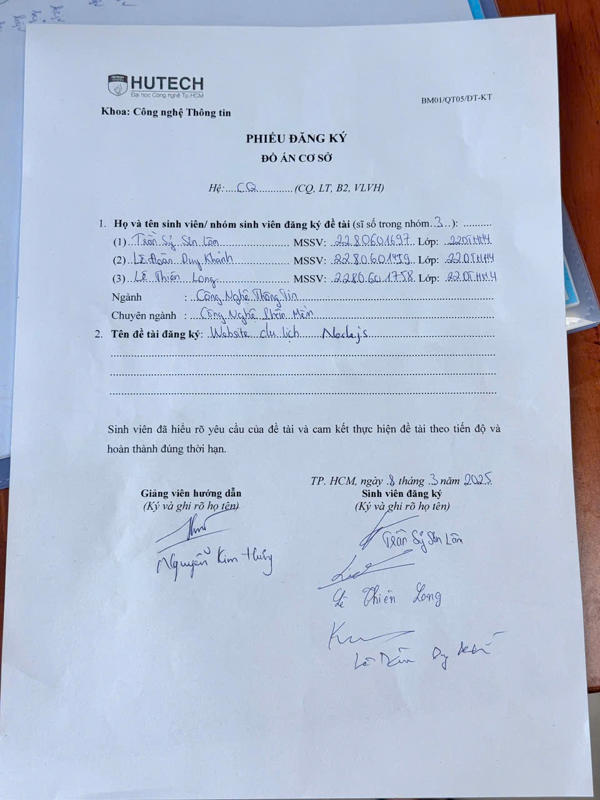 HUTECH
Đại học Công nghệ Tp.HCM
BM01/QT05/ĐT-KT
Khoa: Công nghệ Thông tin
PHIẾU ĐĂNG KÝ
ĐỒ ÁN CƠ SỞ
Hệ: ....CQ............(CQ, LT, B2, VLVH)
1. Họ và tên sinh viên/ nhóm sinh viên đăng ký đề tài (sĩ số trong nhóm 3...):
(1) Trần Sỹ Sơn Lân MSSV: 2280601697 Lớp: 22DTHH4
(2) Lê Đoàn Duy Khánh MSSV: 2280601419 Lớp: 22DTHH4
(3) Lê Thiên Long MSSV: 2280601758 Lớp: 22DTHH4
Ngành : Công Nghệ Thông Tin
Chuyên ngành : Công Nghệ Phần Mềm
2. Tên đề tài đăng ký: Website du lịch Nodejs
Sinh viên đã hiểu rõ yêu cầu của đề tài và cam kết thực hiện đề tài theo tiến độ và
hoàn thành đúng thời hạn.
TP. HCM, ngày 8 tháng 3 năm 2025
Giảng viên hướng dẫn Sinh viên đăng ký
(Ký và ghi rõ họ tên) (Ký và ghi rõ họ tên)
Trần Sỹ Sơn Lân
Nguyễn Kim Hưng
Lê Thiên Long
Lê Duy